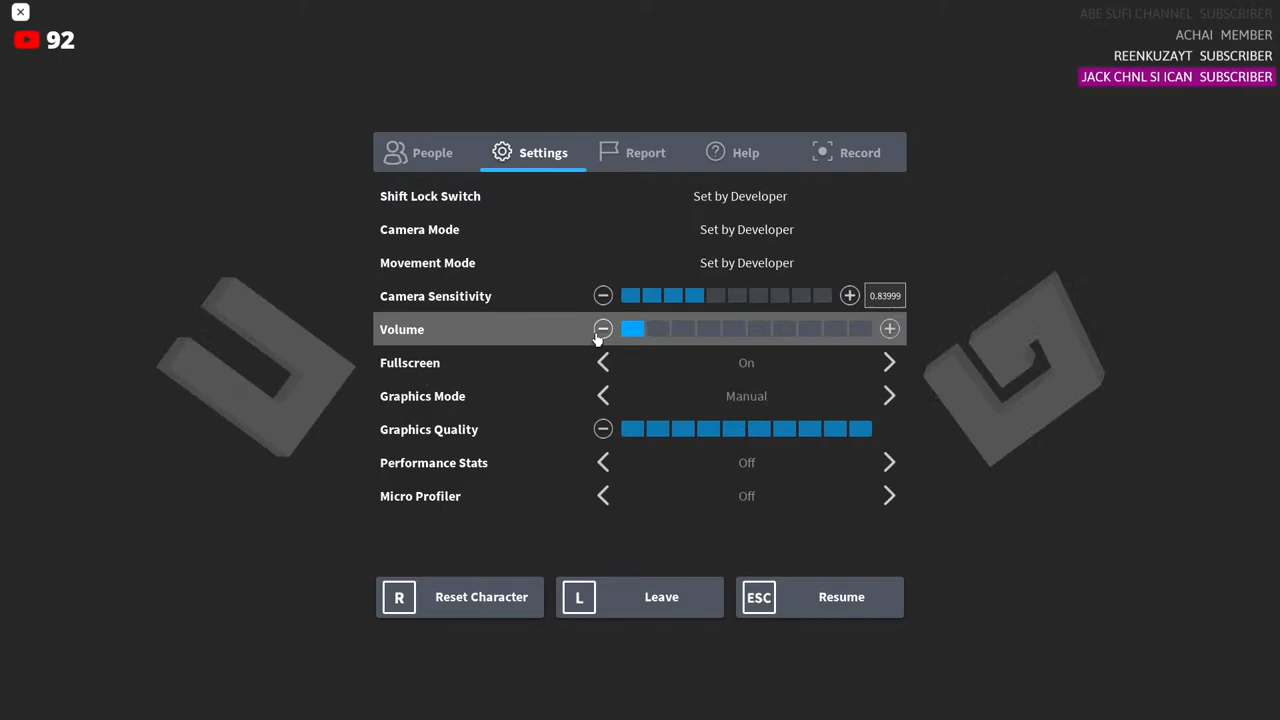 92
ABE SUFI CHANNEL SUBSCRIBER
ACHAI MEMBER
REENKUZAYT SUBSCRIBER
JACK CHNL SI ICAN SUBSCRIBER
People Settings Report Help Record
Shift Lock Switch Set by Developer
Camera Mode Set by Developer
Movement Mode Set by Developer
Camera Sensitivity 0.83999
Volume
Fullscreen On
Graphics Mode Manual
Graphics Quality
Performance Stats Off
Micro Profiler Off
R Reset Character L Leave ESC Resume